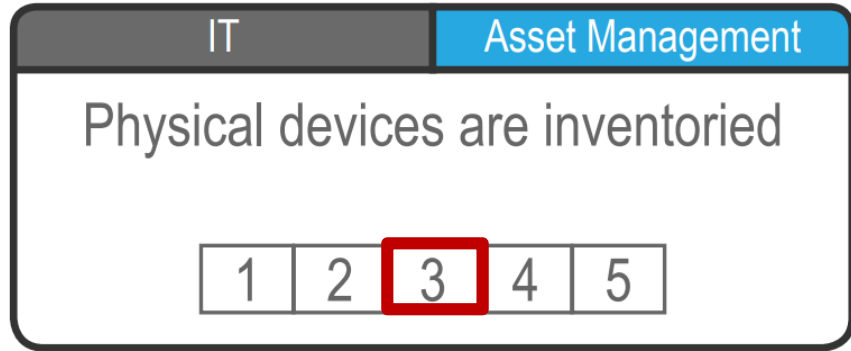 IT Asset Management
Physical devices are inventoried
1 2 3 4 5